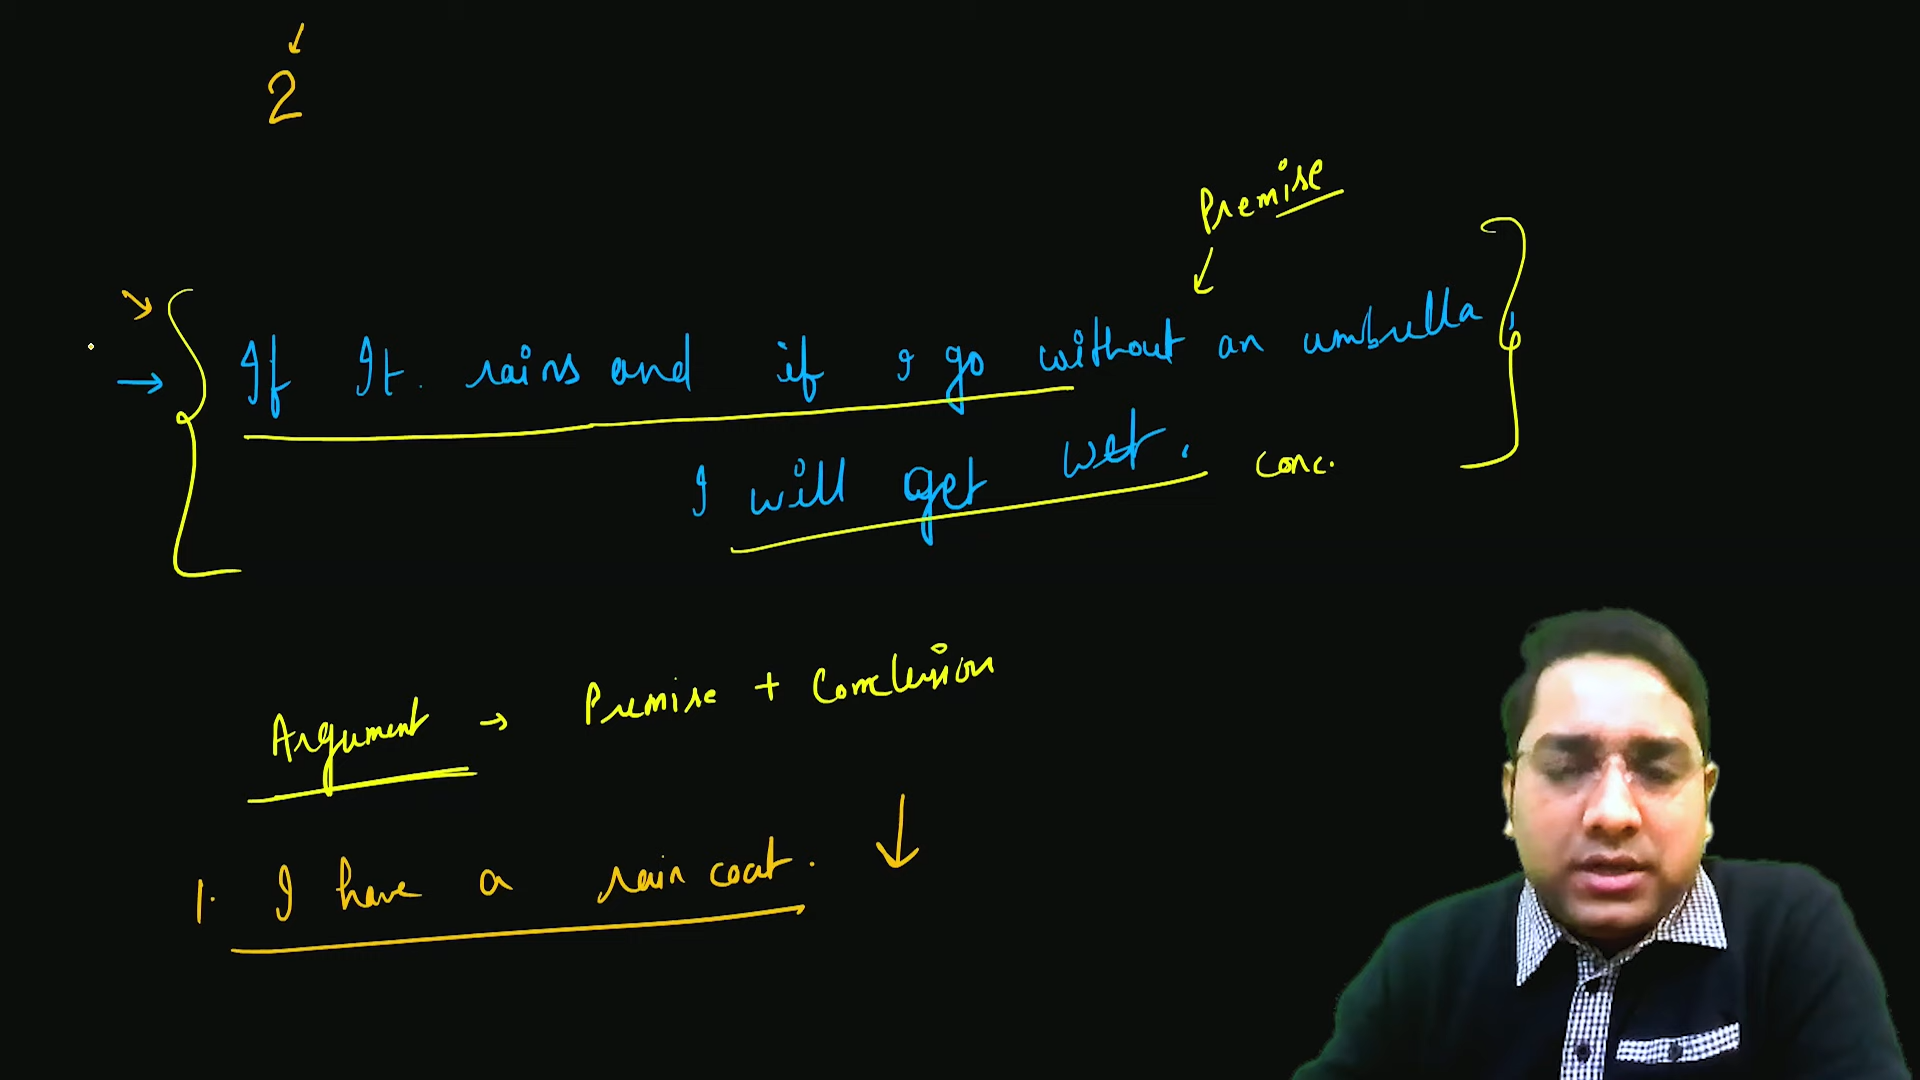 2
Premise
If It rains and if I go without an umbrella,
I will get wet. conc.
Argument → Premise + Conclusion
1. I have a rain coat.